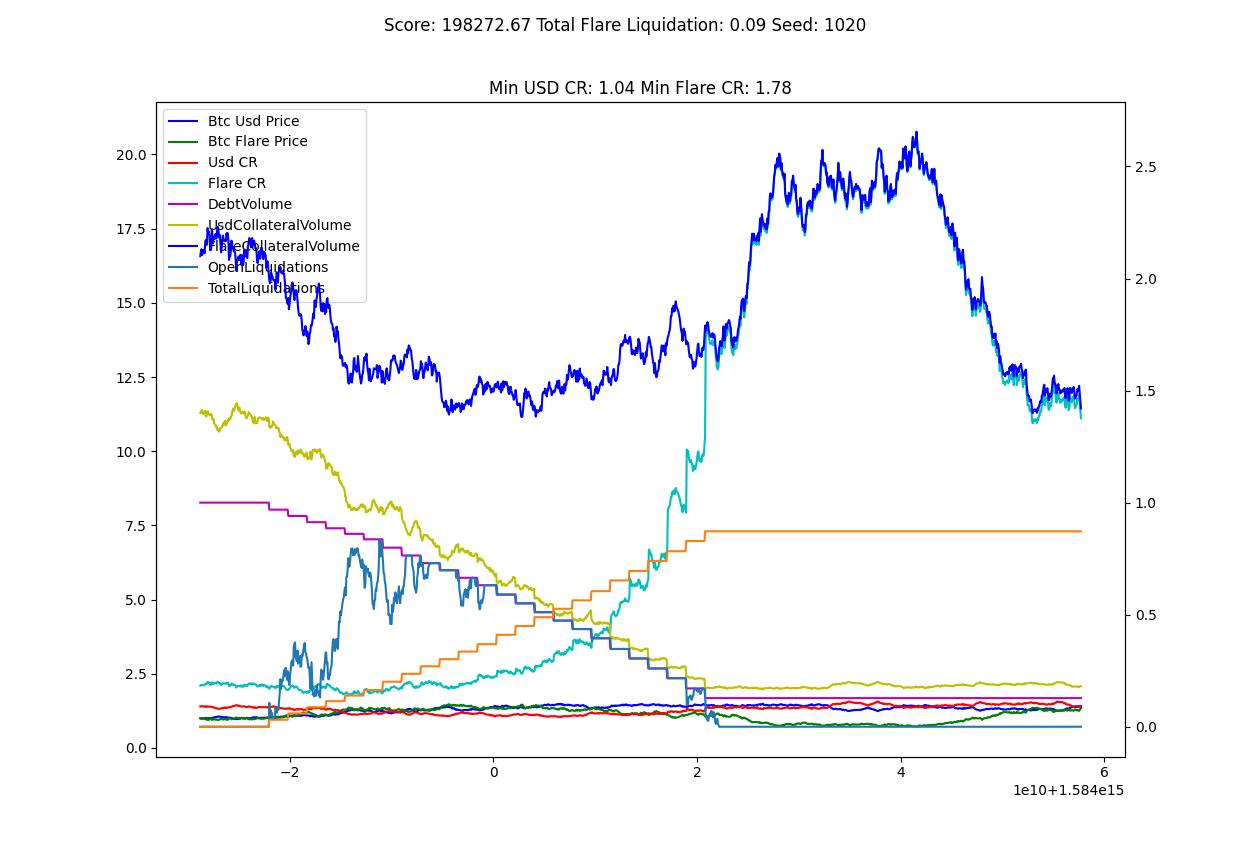 Score: 198272.67 Total Flare Liquidation: 0.09 Seed: 1020
Min USD CR: 1.04 Min Flare CR: 1.78
Btc Usd Price
Btc Flare Price
Usd CR
Flare CR
DebtVolume
UsdCollateralVolume
FlareCollateralVolume
OpenLiquidations
TotalLiquidations
20.0
17.5
15.0
12.5
10.0
7.5
5.0
2.5
0.0
2.5
2.0
1.5
1.0
0.5
0.0
−2 0 2 4 6
1e10+1.584e15